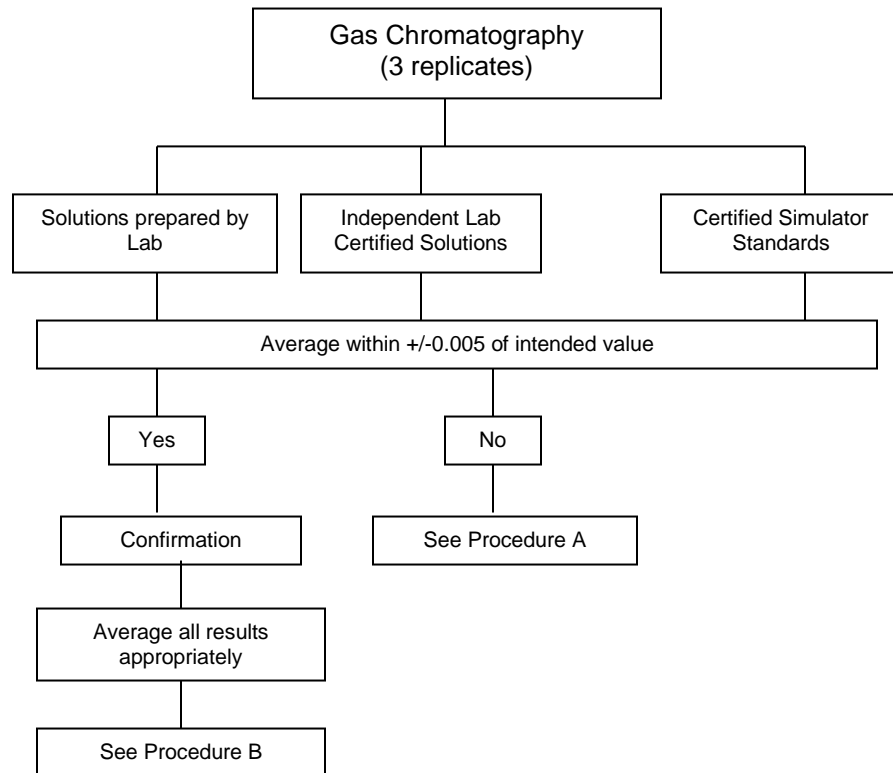 Gas Chromatography
(3 replicates)
Solutions prepared by
Lab
Independent Lab
Certified Solutions
Certified Simulator
Standards
Average within +/-0.005 of intended value
Yes
No
Confirmation
See Procedure A
Average all results
appropriately
See Procedure B